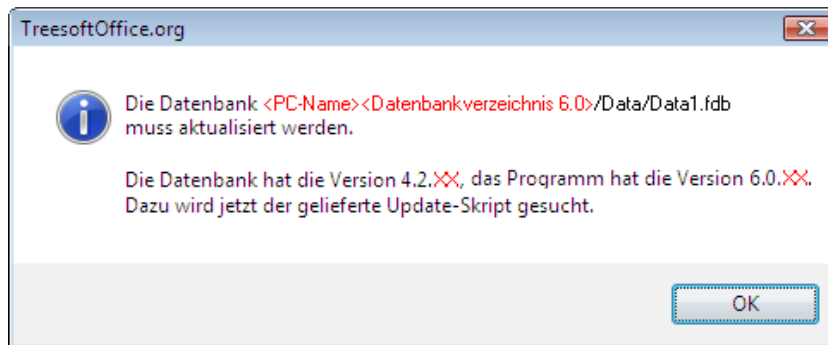 TreesoftOffice.org
Die Datenbank <PC-Name><Datenbankverzeichnis 6.0>/Data/Data1.fdb
muss aktualisiert werden.
Die Datenbank hat die Version 4.2.XX, das Programm hat die Version 6.0.XX.
Dazu wird jetzt der gelieferte Update-Skript gesucht.
OK